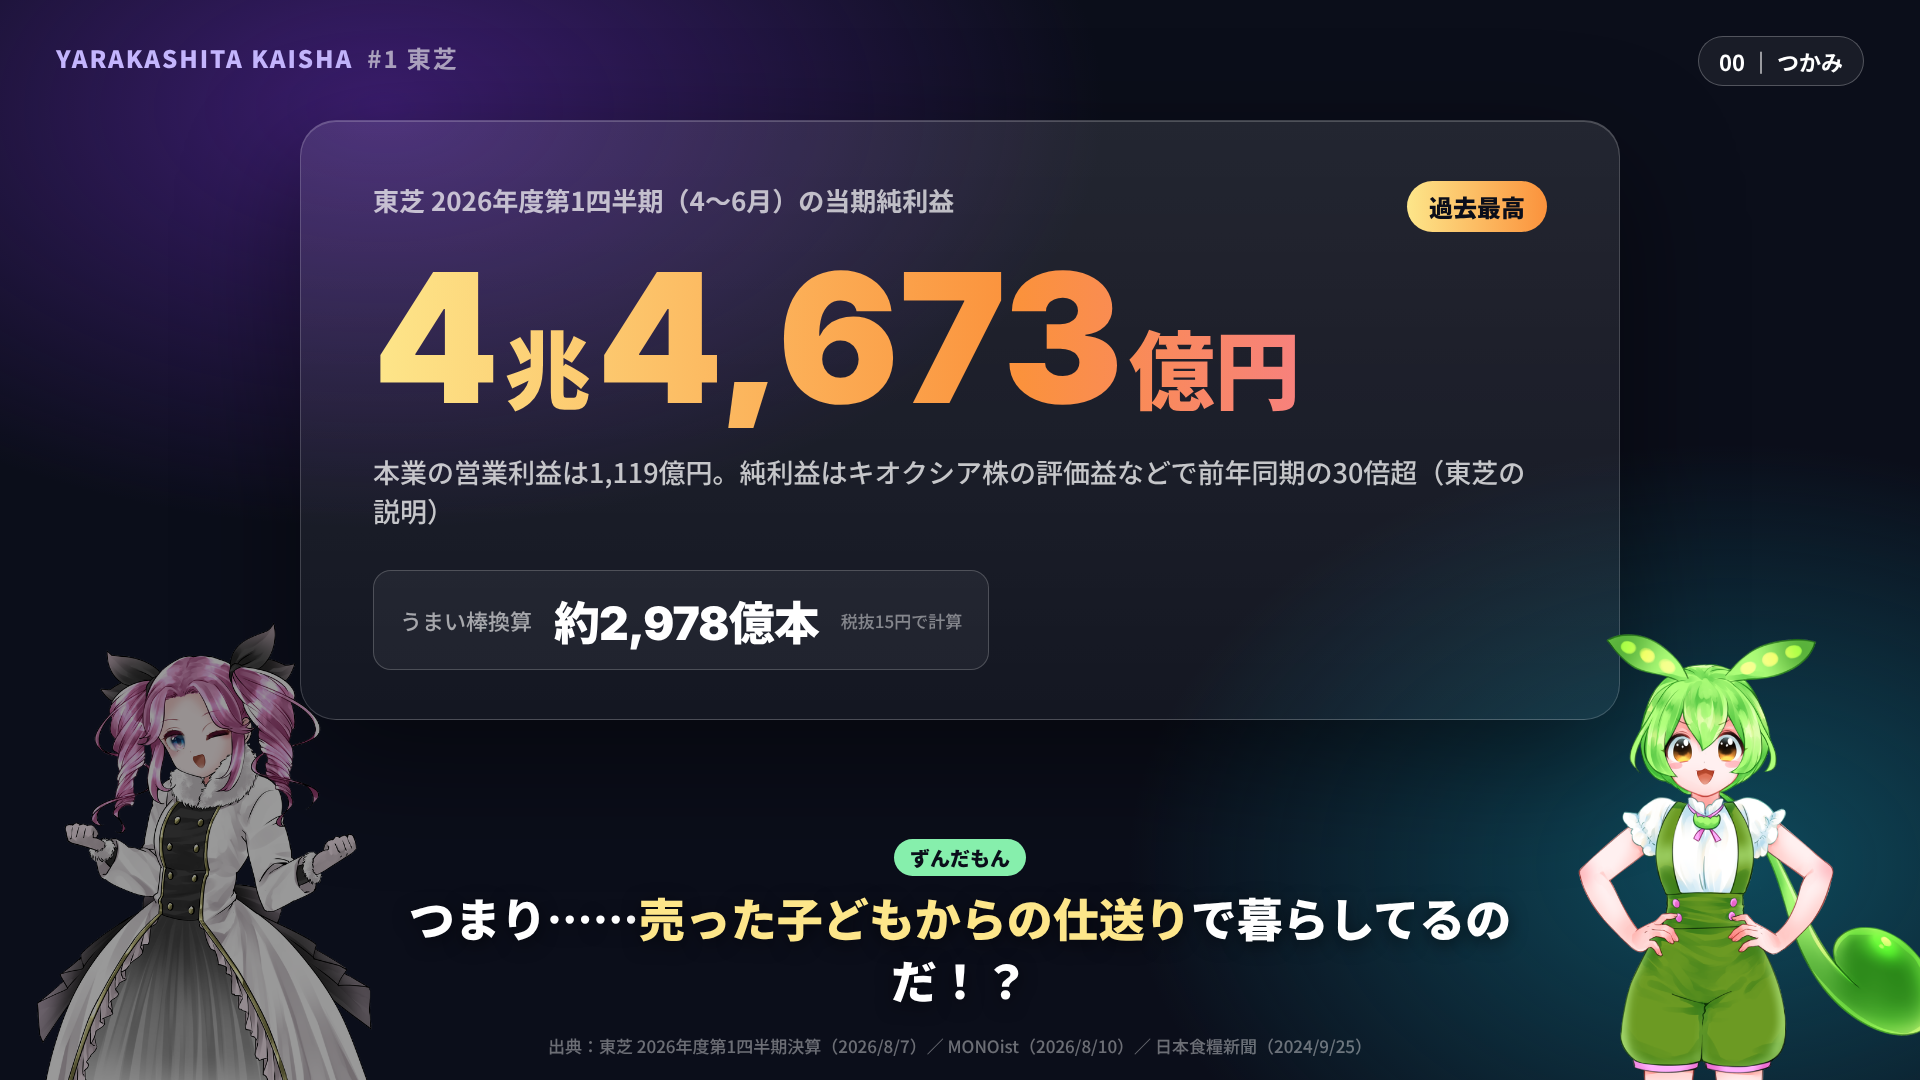 YARAKASHITA KAISHA #1 東芝
00 | つかみ
東芝 2026年度第1四半期（4〜6月）の当期純利益
過去最高
4兆4,673億円
本業の営業利益は1,119億円。純利益はキオクシア株の評価益などで前年同期の30倍超（東芝の
説明）
うまい棒換算 約2,978億本 税抜15円で計算
ずんだもん
つまり……売った子どもからの仕送りで暮らしてるの
だ！？
出典：東芝 2026年度第1四半期決算（2026/8/7）／ MONOist（2026/8/10）／ 日本食糧新聞（2024/9/25）